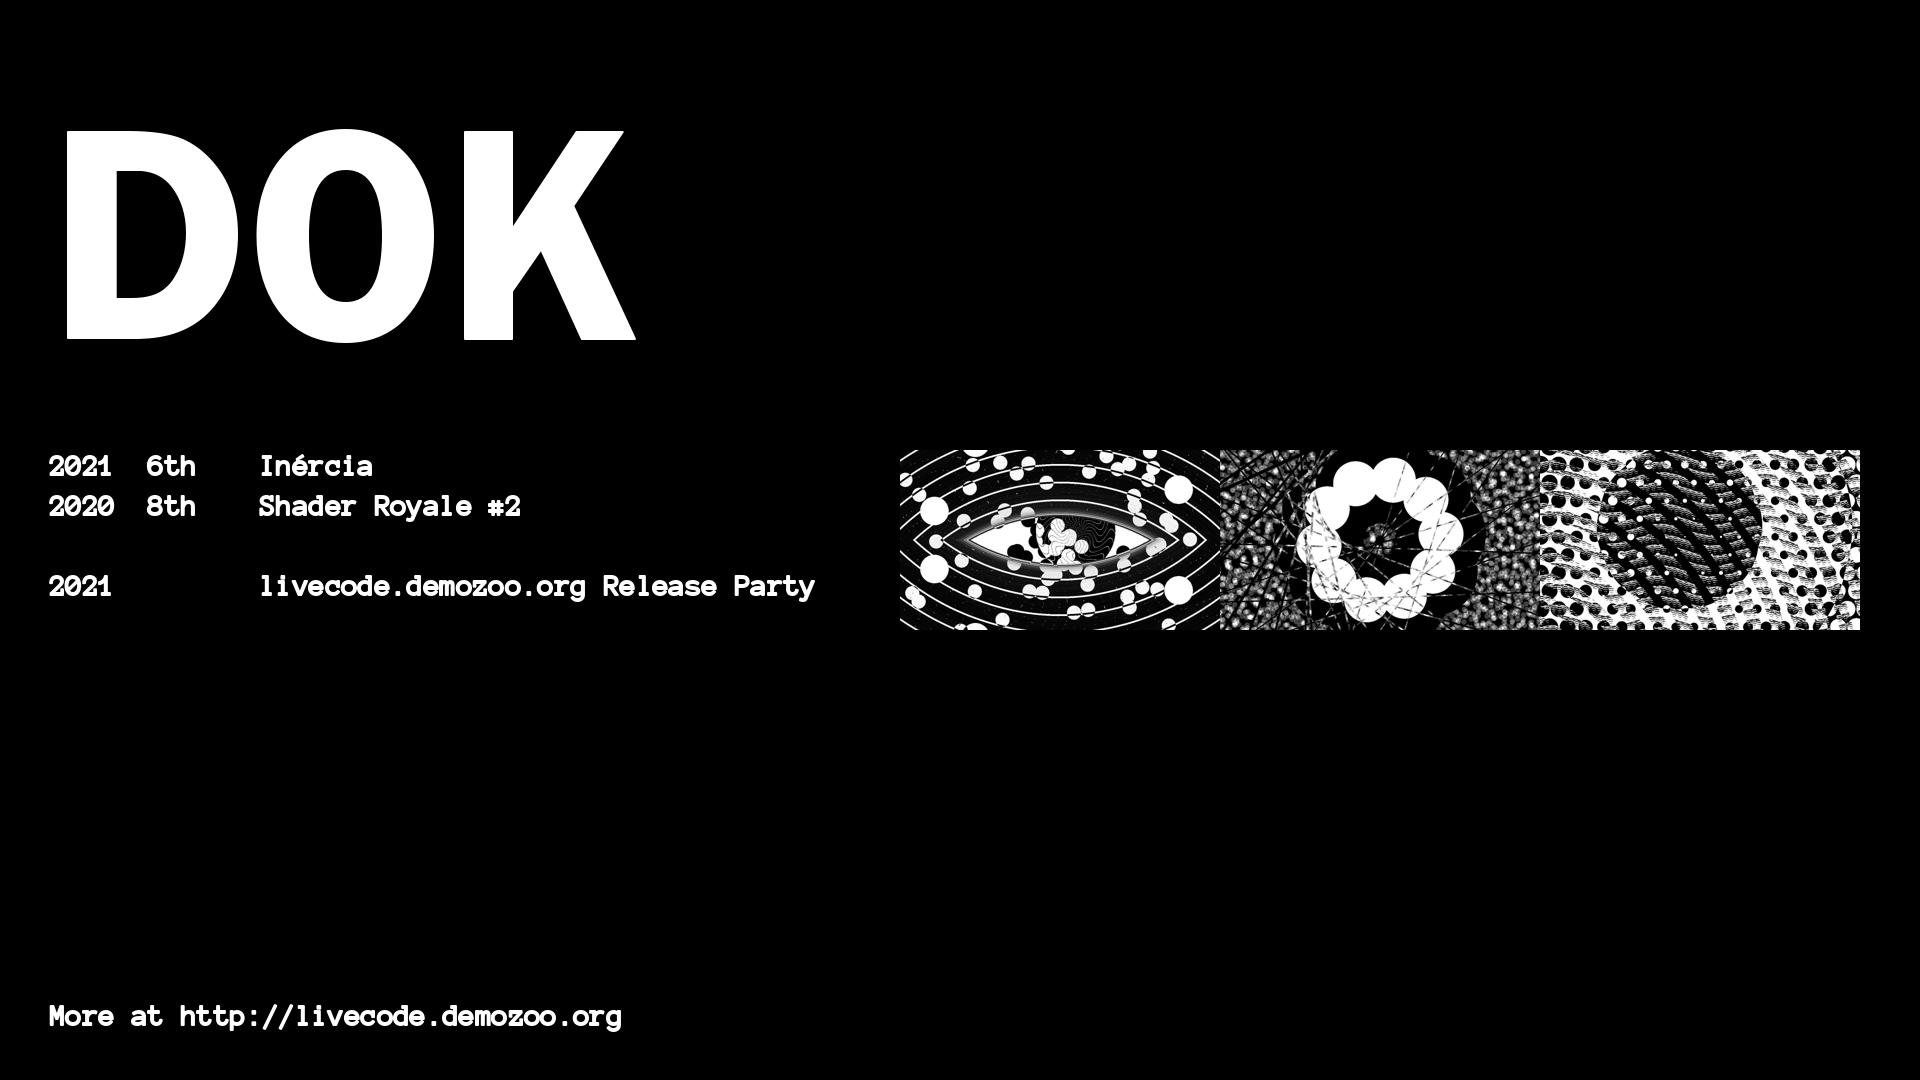 DOK
2021 6th Inércia
2020 8th Shader Royale #2
2021 livecode.demozoo.org Release Party
More at http://livecode.demozoo.org